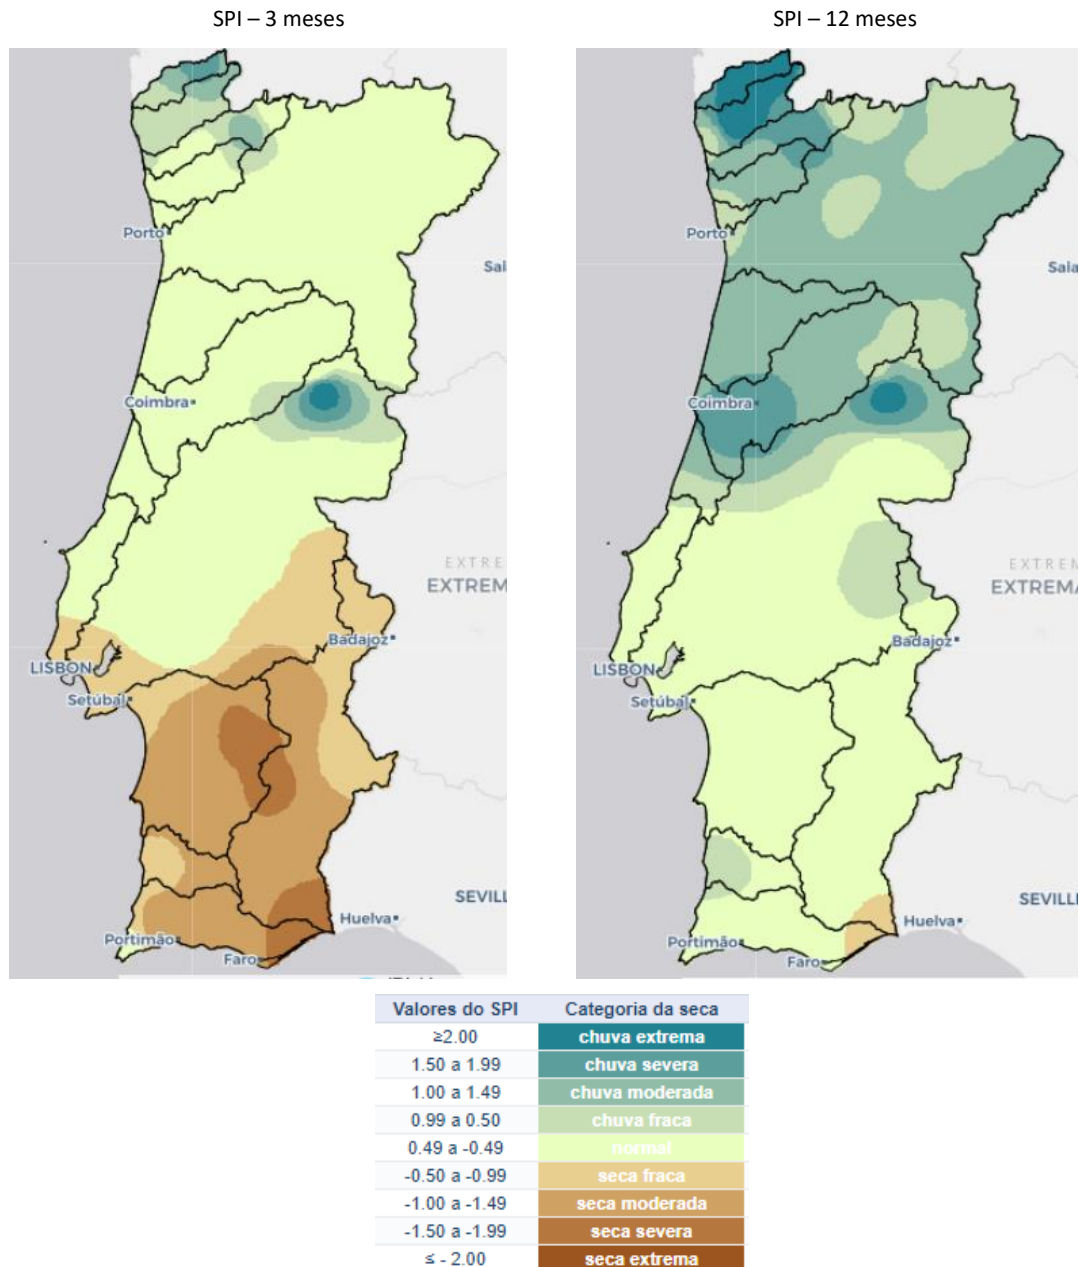 SPI – 3 meses
SPI – 12 meses
Porto
Sal
Coimbra
EXTRE
EXTREM
Badajoz
LISBON
Setúbal
SEVILL
Huelva
Portimão
Faro
Porto
Sala
Coimbra
EXTREM
EXTREMA
Badajoz
LISBON
Setúbal
SEVILLE
Huelva
Portimão
Faro
Valores do SPI Categoria da seca
≥2.00 chuva extrema
1.50 a 1.99 chuva severa
1.00 a 1.49 chuva moderada
0.99 a 0.50 chuva fraca
0.49 a -0.49 normal
-0.50 a -0.99 seca fraca
-1.00 a -1.49 seca moderada
-1.50 a -1.99 seca severa
≤ - 2.00 seca extrema